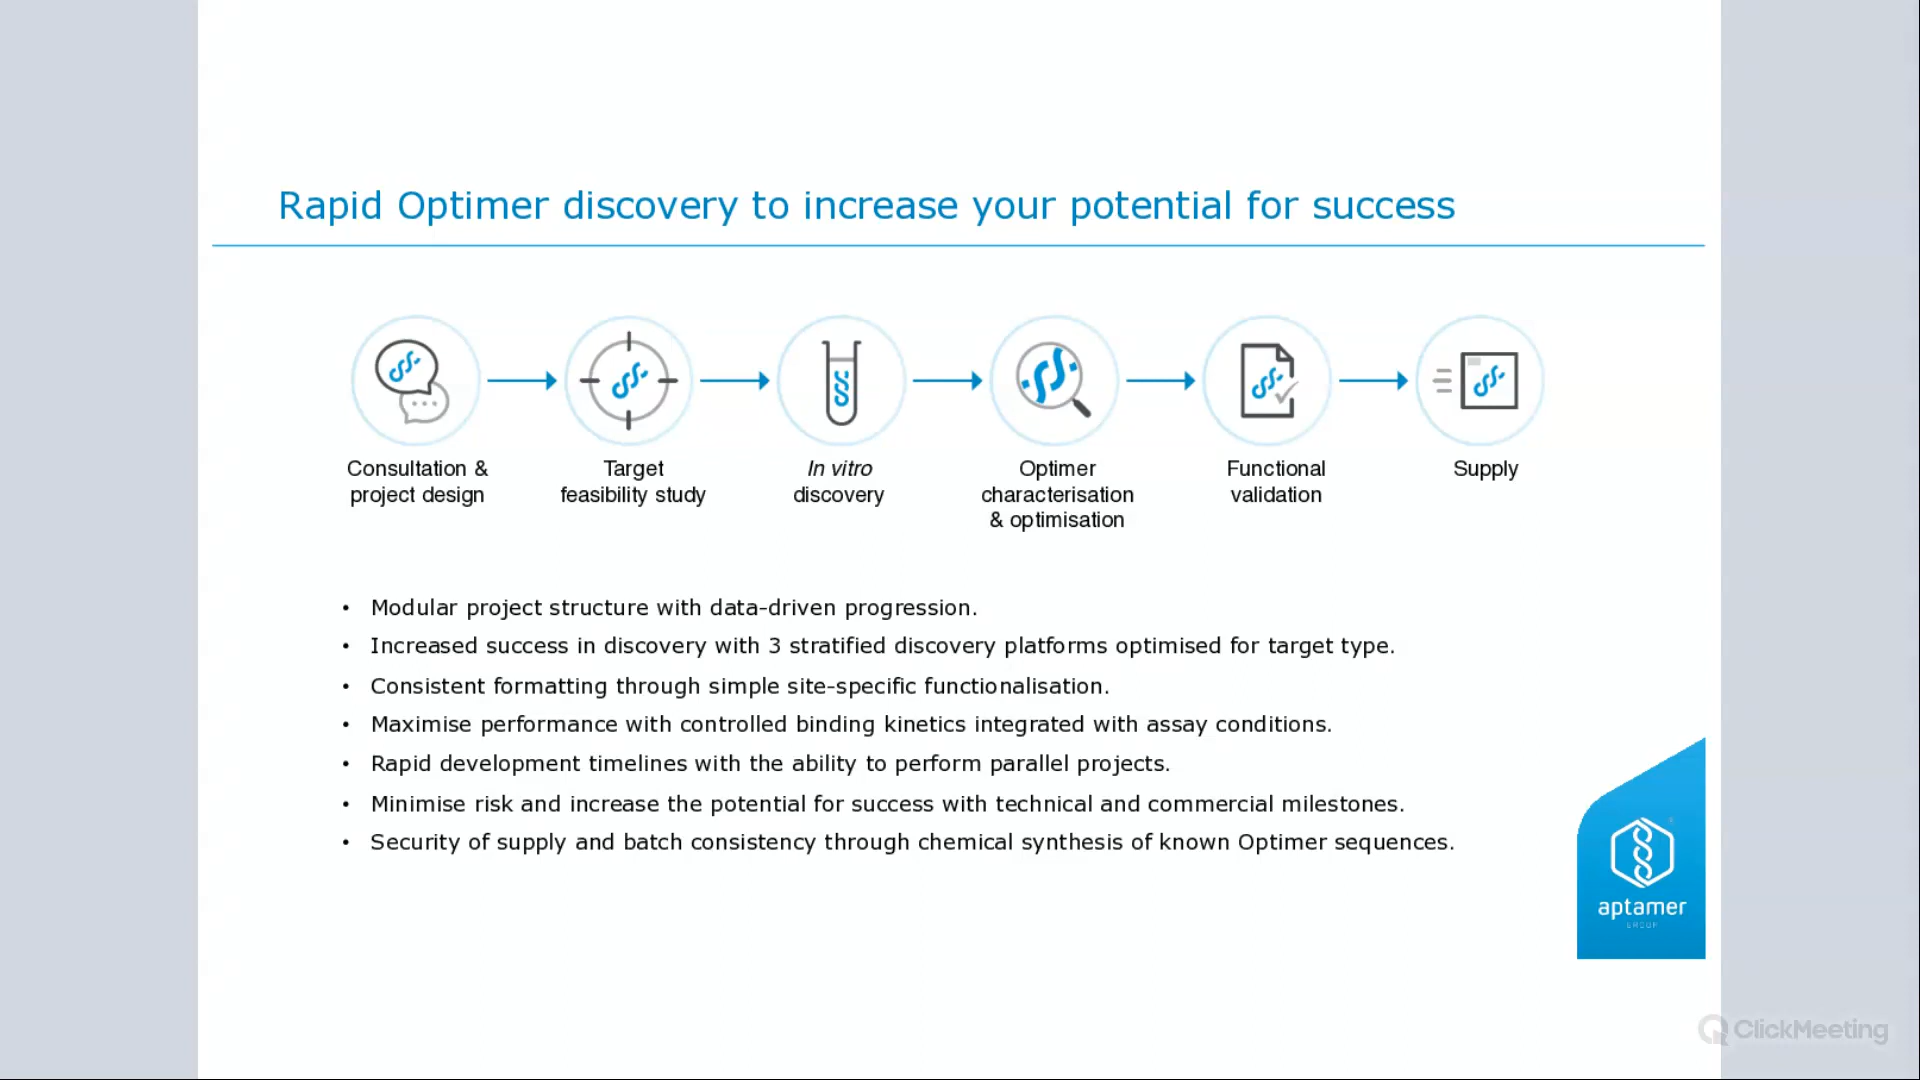 Rapid Optimer discovery to increase your potential for success
Consultation &
project design
Target
feasibility study
In vitro
discovery
Optimer
characterisation
& optimisation
Functional
validation
Supply
• Modular project structure with data-driven progression.
• Increased success in discovery with 3 stratified discovery platforms optimised for target type.
• Consistent formatting through simple site-specific functionalisation.
• Maximise performance with controlled binding kinetics integrated with assay conditions.
• Rapid development timelines with the ability to perform parallel projects.
• Minimise risk and increase the potential for success with technical and commercial milestones.
• Security of supply and batch consistency through chemical synthesis of known Optimer sequences.
aptamer
GROUP
ClickMeeting